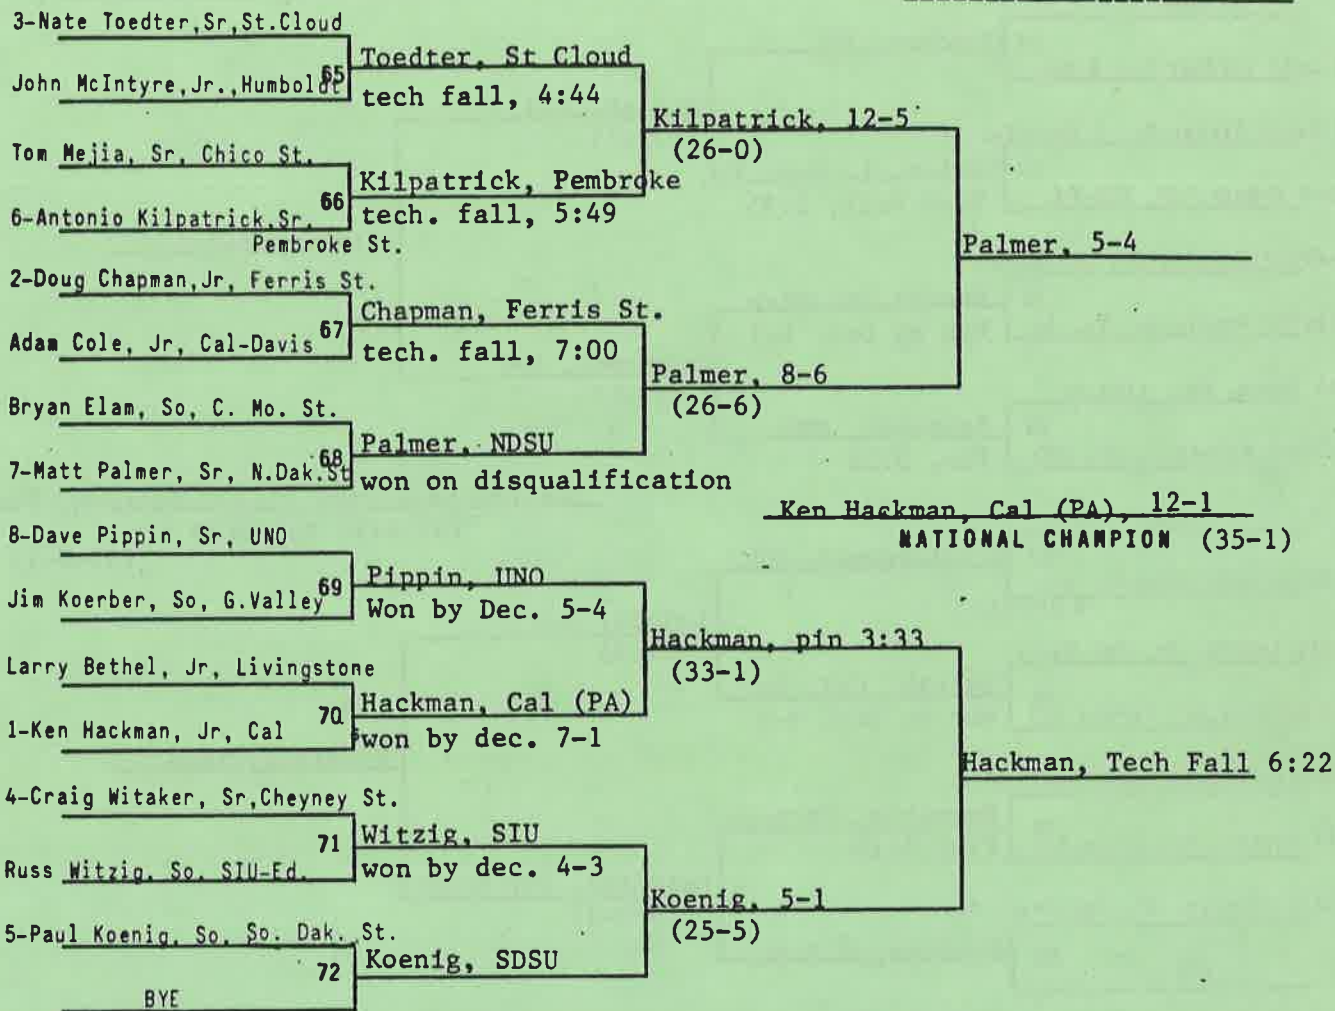 3-Nate Toedter,Sr,St.Cloud
John McIntyre,Jr.,Humboldt
65
Toedter, St Cloud
tech fall, 4:44
Tom Mejia, Sr, Chico St.
6-Antonio Kilpatrick,Sr.
Pembroke St.
66
Kilpatrick, Pembroke
tech. fall, 5:49
Kilpatrick, 12-5
(26-0)
2-Doug Chapman,Jr, Ferris St.
Adam Cole, Jr, Cal-Davis
67
Chapman, Ferris St.
tech. fall, 7:00
Bryan Elam, So, C. Mo. St.
7-Matt Palmer, Sr, N.Dak.St
68
Palmer, NDSU
won on disqualification
Palmer, 8-6
(26-6)
Palmer, 5-4
Ken Hackman, Cal (PA), 12-1
NATIONAL CHAMPION (35-1)
8-Dave Pippin, Sr, UNO
Jim Koerber, So, G.Valley
69
Pippin, UNO
Won by Dec. 5-4
Larry Bethel, Jr, Livingstone
1-Ken Hackman, Jr, Cal
70
Hackman, Cal (PA)
won by dec. 7-1
Hackman, pin 3:33
(33-1)
4-Craig Witaker, Sr,Cheyney St.
Russ Witzig, So, SIU-Ed.
71
Witzig, SIU
won by dec. 4-3
5-Paul Koenig, So, So. Dak. St.
BYE
72
Koenig, SDSU
Koenig, 5-1
(25-5)
Hackman, Tech Fall 6:22